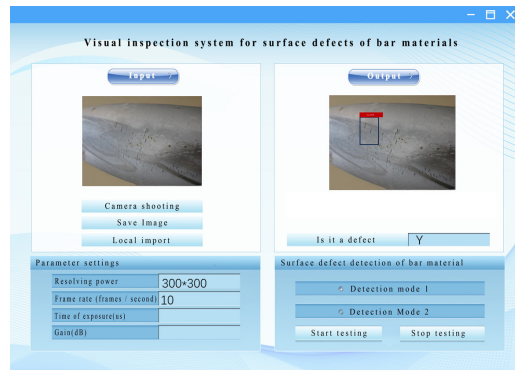 Visual inspection system for surface defects of bar materials
Input
Output
Camera shooting
Save Image
Local import
Is it a defect Y
Parameter settings
Resolving power 300*300
Frame rate (frames / second) 10
Time of exposure(us)
Gain(dB)
Surface defect detection of bar material
Detection mode 1
Detection Mode 2
Start testing
Stop testing